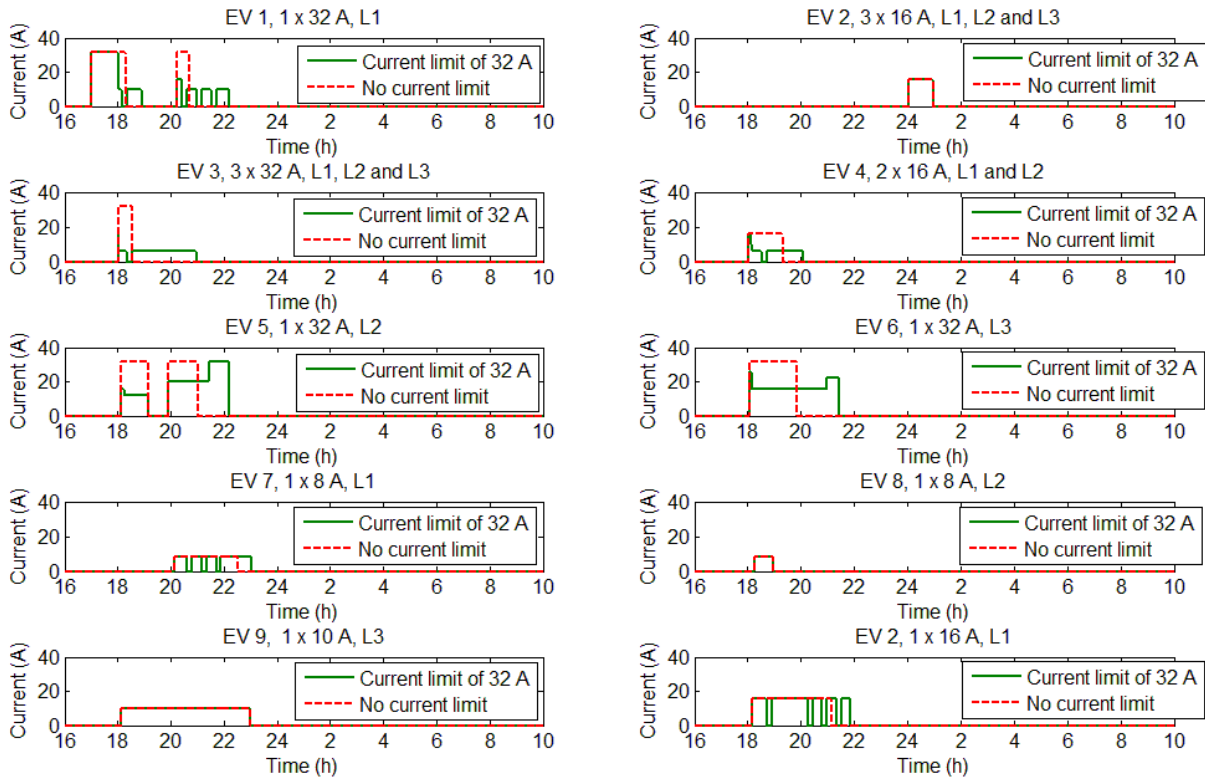 EV 1, 1 x 32 A, L1
Current (A)
40
20
0
Current limit of 32 A
No current limit
16 18 20 22 24 2 4 6 8 10
Time (h)
EV 2, 3 x 16 A, L1, L2 and L3
Current (A)
40
20
0
Current limit of 32 A
No current limit
16 18 20 22 24 2 4 6 8 10
Time (h)
EV 3, 3 x 32 A, L1, L2 and L3
Current (A)
40
20
0
Current limit of 32 A
No current limit
16 18 20 22 24 2 4 6 8 10
Time (h)
EV 4, 2 x 16 A, L1 and L2
Current (A)
40
20
0
Current limit of 32 A
No current limit
16 18 20 22 24 2 4 6 8 10
Time (h)
EV 5, 1 x 32 A, L2
Current (A)
40
20
0
Current limit of 32 A
No current limit
16 18 20 22 24 2 4 6 8 10
Time (h)
EV 6, 1 x 32 A, L3
Current (A)
40
20
0
Current limit of 32 A
No current limit
16 18 20 22 24 2 4 6 8 10
Time (h)
EV 7, 1 x 8 A, L1
Current (A)
40
20
0
Current limit of 32 A
No current limit
16 18 20 22 24 2 4 6 8 10
Time (h)
EV 8, 1 x 8 A, L2
Current (A)
40
20
0
Current limit of 32 A
No current limit
16 18 20 22 24 2 4 6 8 10
Time (h)
EV 9, 1 x 10 A, L3
Current (A)
40
20
0
Current limit of 32 A
No current limit
16 18 20 22 24 2 4 6 8 10
Time (h)
EV 2, 1 x 16 A, L1
Current (A)
40
20
0
Current limit of 32 A
No current limit
16 18 20 22 24 2 4 6 8 10
Time (h)